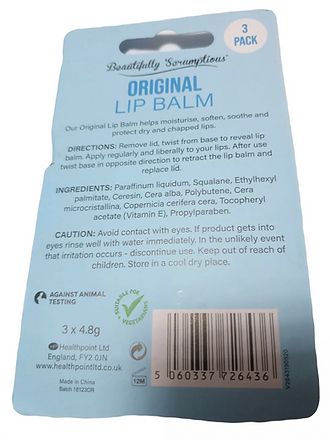 3
PACK
Beautifully Scrumptious
ORIGINAL
LIP BALM
Our Original Lip Balm helps moisturise, soften, soothe and
protect dry and chapped lips.
DIRECTIONS: Remove lid, twist from base to reveal lip
balm. Apply regularly and liberally to your lips. After use
twist base in opposite direction to retract the lip balm and
replace lid.
INGREDIENTS: Paraffinum liquidum, Squalane, Ethylhexyl
palmitate, Ceresin, Cera alba, Polybutene, Cera
microcristallina, Copernicia cerifera cera, Tocopheryl
acetate (Vitamin E), Propylparaben.
CAUTION: Avoid contact with eyes. If product gets into
eyes rinse well with water immediately. In the unlikely event
that irritation occurs - discontinue use. Keep out of reach of
children. Store in a cool dry place.
AGAINST ANIMAL
TESTING
SUITABLE FOR
VEGETARIANS
3 x 4.8g
Healthpoint Ltd
England, FY2 0JN
www.healthpointltd.co.uk
Made in China
Batch 18123OR
12M
5 060337 726436
V2643190520